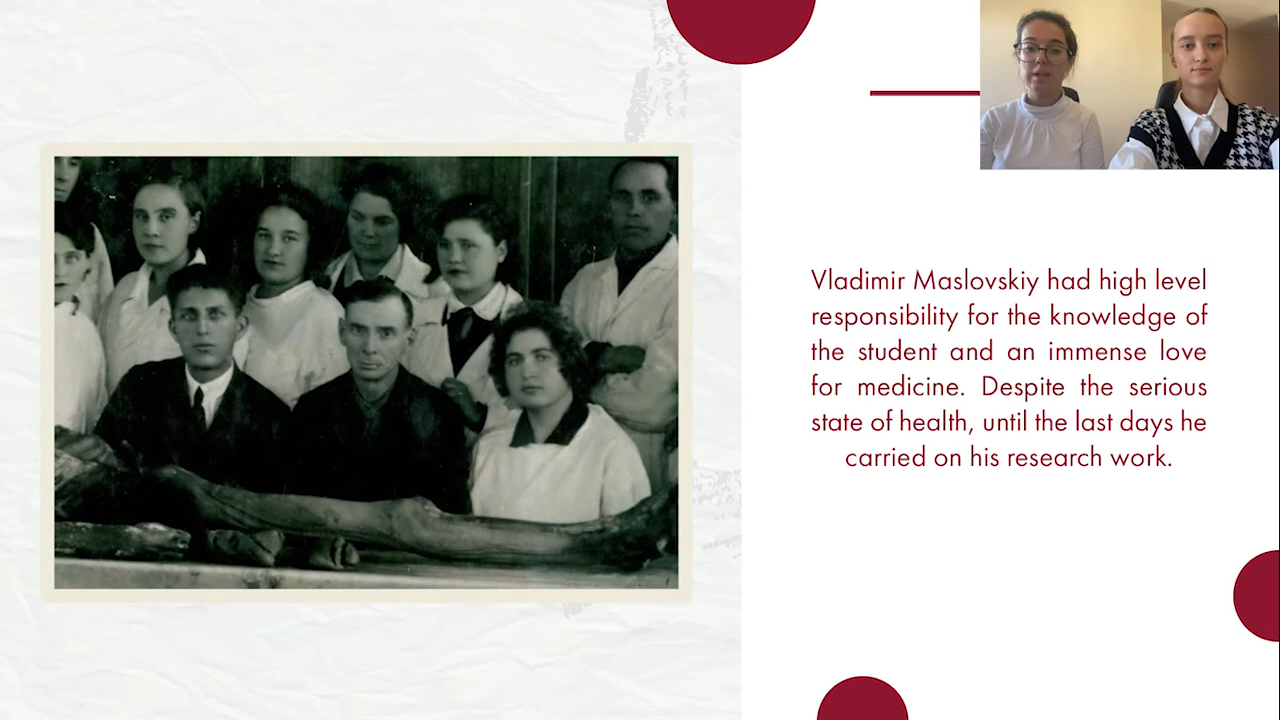 Vladimir Maslovskiy had high level
responsibility for the knowledge of
the student and an immense love
for medicine. Despite the serious
state of health, until the last days he
carried on his research work.